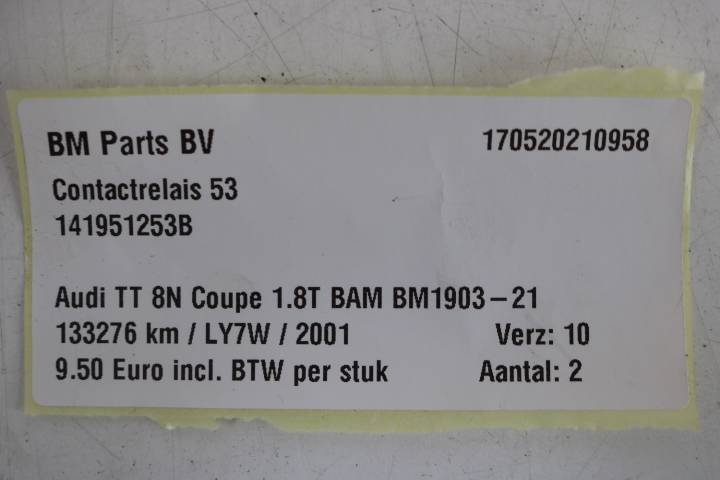 BM Parts BV 170520210958
Contactrelais 53
141951253B
Audi TT 8N Coupe 1.8T BAM BM1903-21
133276 km / LY7W / 2001 Verz: 10
9.50 Euro incl. BTW per stuk Aantal: 2